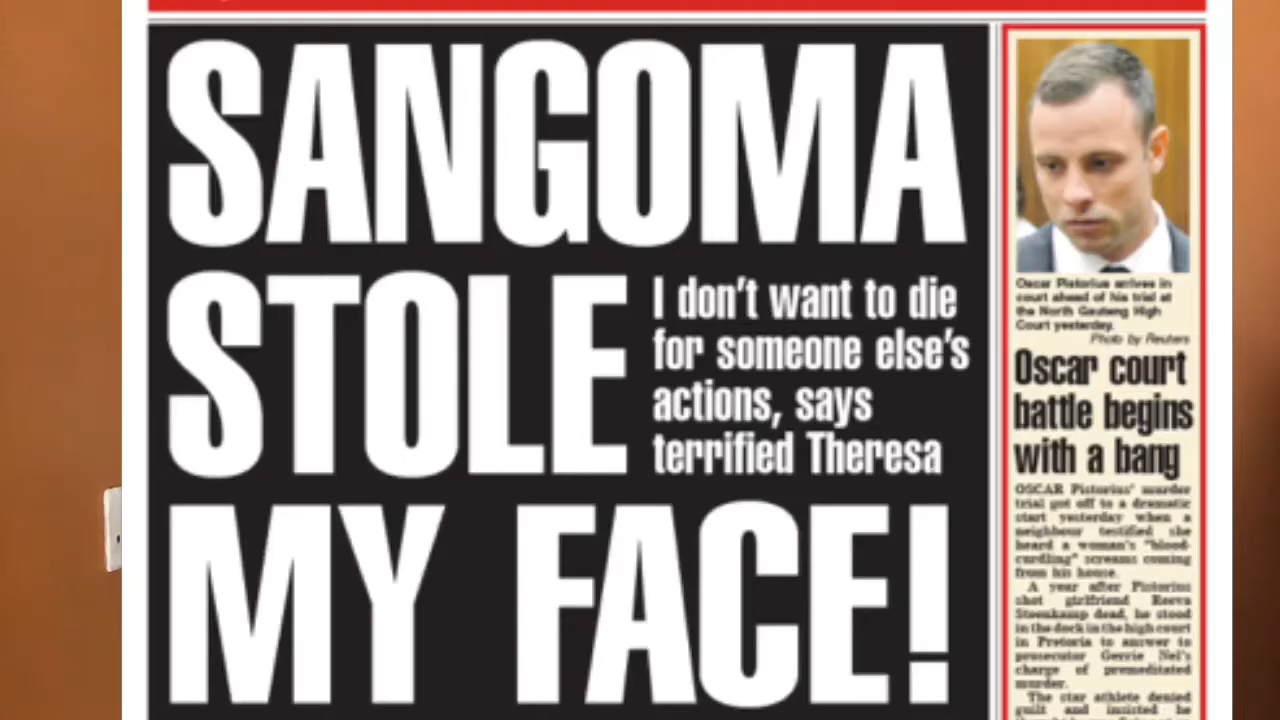 SANGOMA
STOLE
I don't want to die
for someone else's
actions, says
terrified Theresa
MY FACE!
Oscar Pistorius arrives in
court ahead of his trial at
the North Gauteng High
Court yesterday.
Photo by Reuters
Oscar court
battle begins
with a bang
OSCAR Pistorius' murder
trial got off to a dramatic
start yesterday when a
neighbour testified she
heard a woman's "blood-
curdling" screams coming
from his house.
A year after Pistorius
shot girlfriend Reeva
Steenkamp dead, he stood
in the dock in the high court
in Pretoria to answer to
prosecutor Gerrie Nel's
charge of premeditated
murder.
The star athlete denied
guilt and insisted he